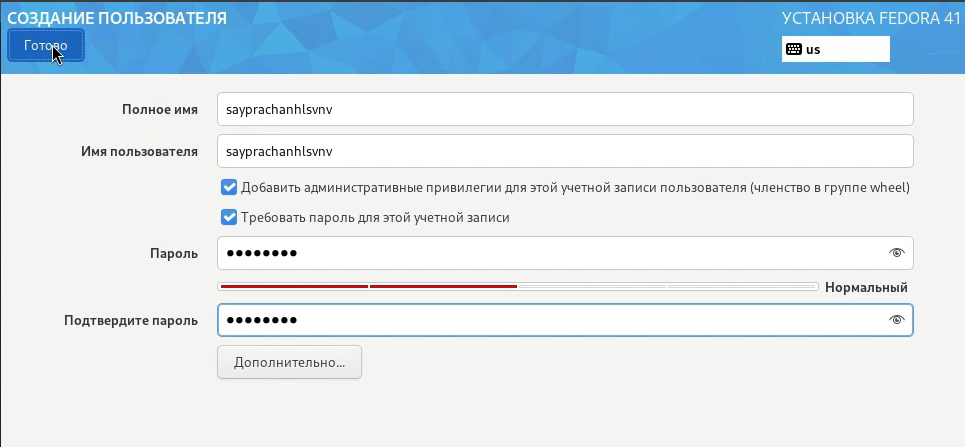 СОЗДАНИЕ ПОЛЬЗОВАТЕЛЯ
УСТАНОВКА FEDORA 41
Готово
us
Полное имя
sayprachanhlsvnv
Имя пользователя
sayprachanhlsvnv
Добавить административные привилегии для этой учетной записи пользователя (членство в группе wheel)
Требовать пароль для этой учетной записи
Пароль
●●●●●●●●
Нормальный
Подтвердите пароль
●●●●●●●●
Дополнительно...